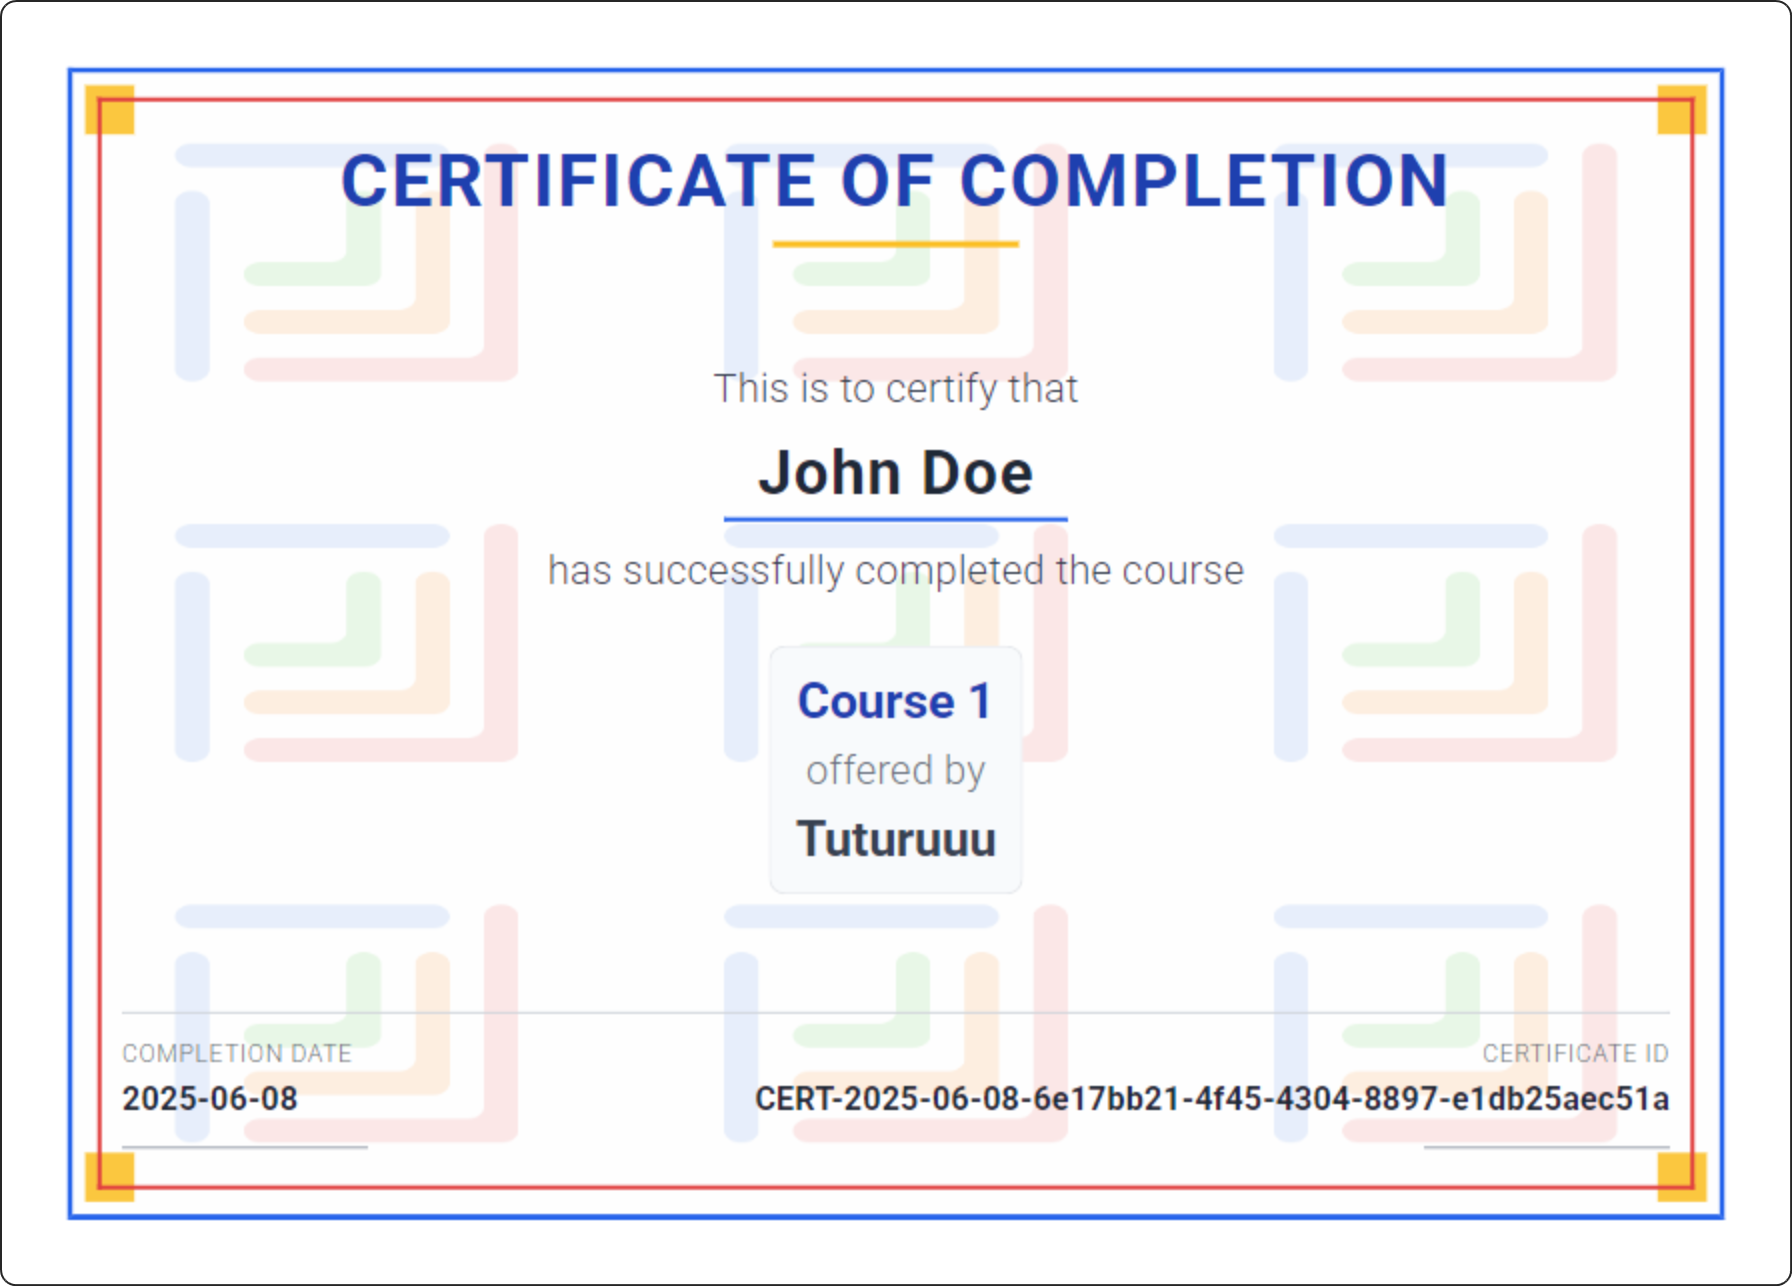 CERTIFICATE OF COMPLETION
This is to certify that
John Doe
has successfully completed the course
Course 1
offered by
Tuturuuu
COMPLETION DATE
2025-06-08
CERTIFICATE ID
CERT-2025-06-08-6e17bb21-4f45-4304-8897-e1db25aec51a